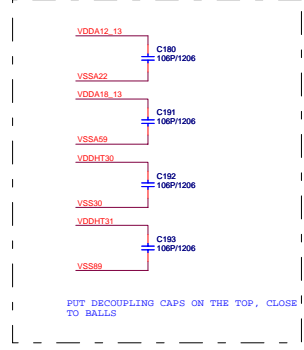 VDDA12_13
C180
106P/1206
VSSA22
VDDA18_13
C191
106P/1206
VSSA59
VDDHT30
C192
106P/1206
VSS30
VDDHT31
C193
106P/1206
VSS89
PUT DECOUPLING CAPS ON THE TOP, CLOSE
TO BALLS